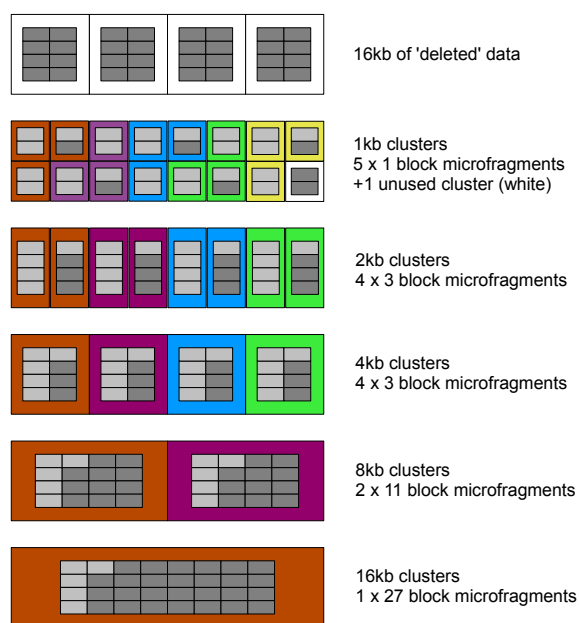 16kb of 'deleted' data
1kb clusters
5 x 1 block microfragments
+1 unused cluster (white)
2kb clusters
4 x 3 block microfragments
4kb clusters
4 x 3 block microfragments
8kb clusters
2 x 11 block microfragments
16kb clusters
1 x 27 block microfragments